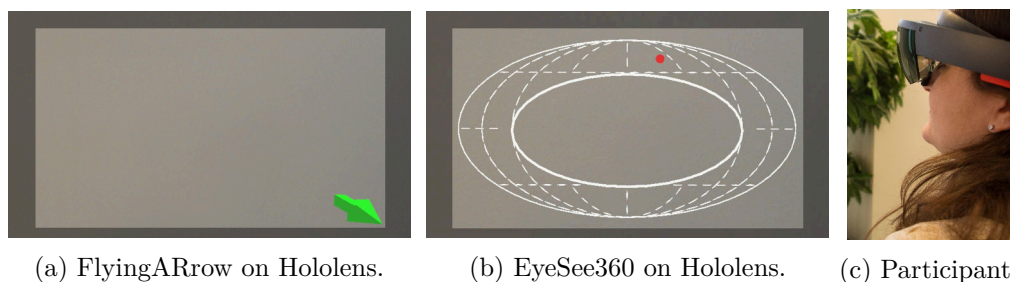 (a) FlyingARrow on Hololens.
(b) EyeSee360 on Hololens.
(c) Participant